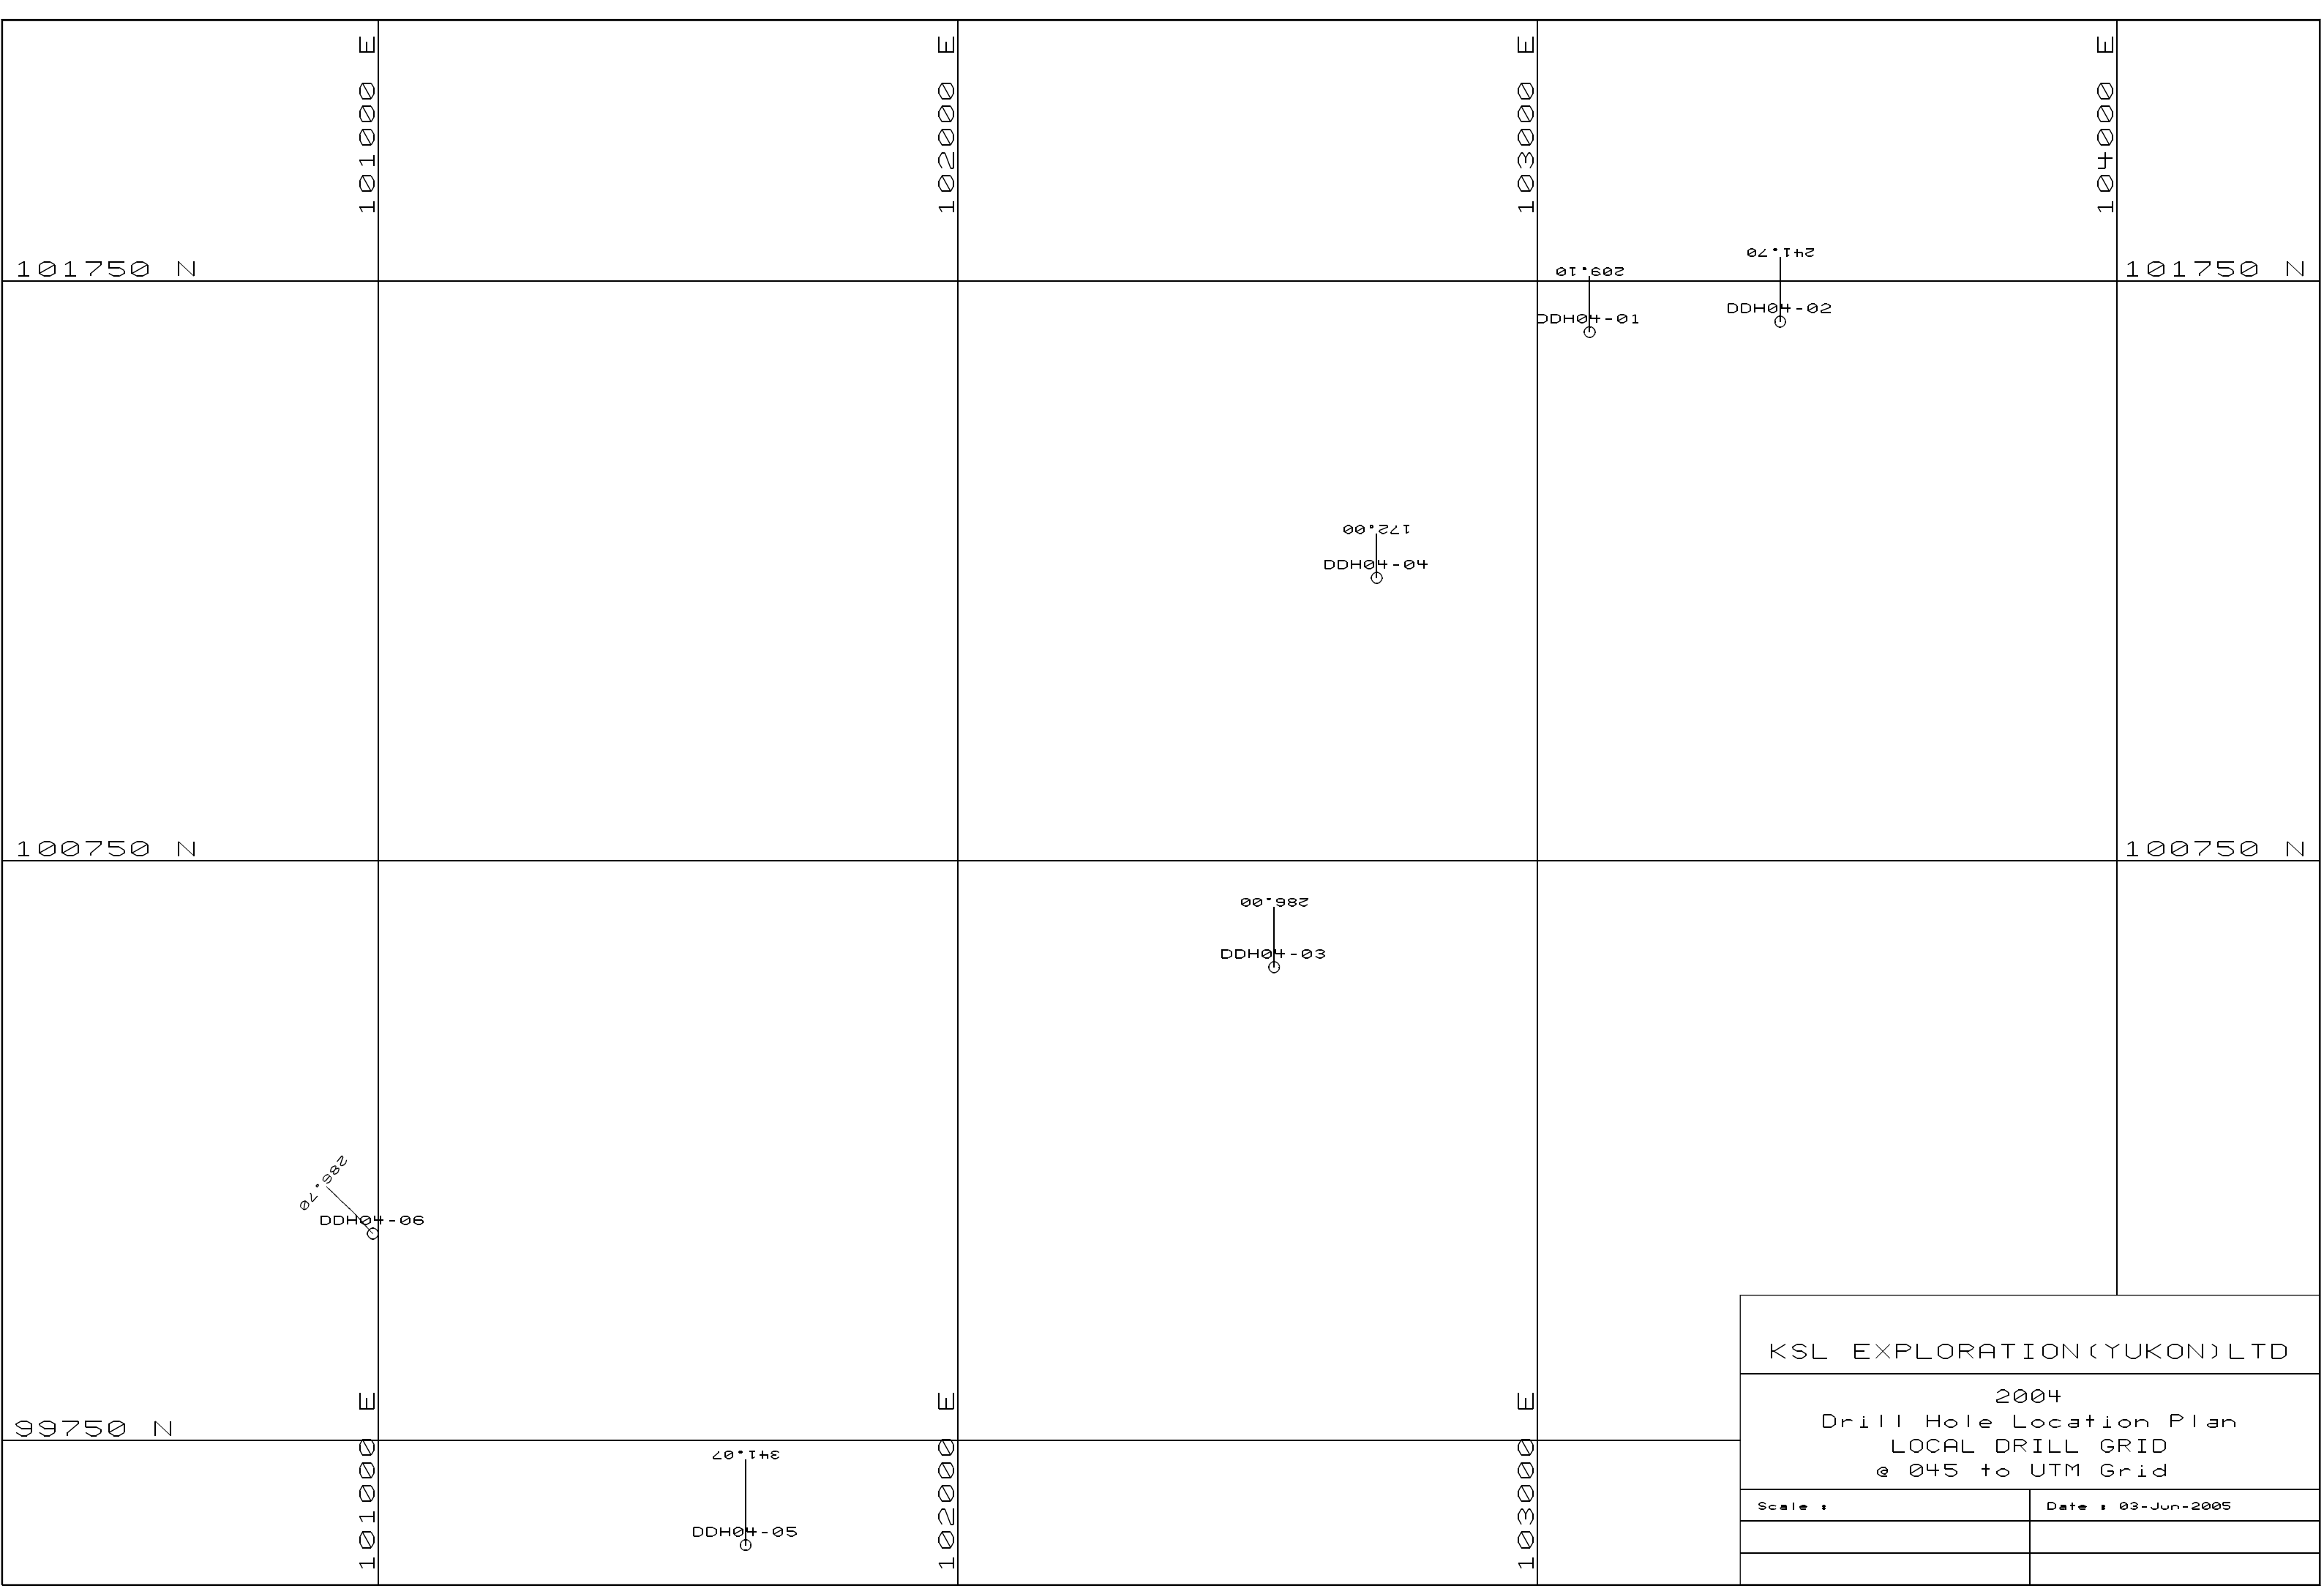 101000 E
102000 E
103000 E
104000 E
101750 N
101750 N
241.70
209.10
DDH04-02
DDH04-01
172.00
DDH04-04
100750 N
100750 N
286.00
DDH04-03
286.70
DDH04-06
KSL EXPLORATION(YUKON)LTD
2004
Drill Hole Location Plan
LOCAL DRILL GRID
@ 045 to UTM Grid
Scale :
Date : 03-Jun-2005
99750 N
341.07
DDH04-05
101000 E
102000 E
103000 E